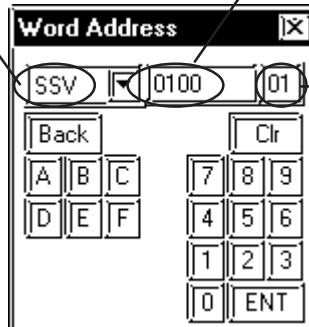 Word Address
SSV 0100 01
Back Clr
A B C 7 8 9
D E F 4 5 6
1 2 3
0 ENT